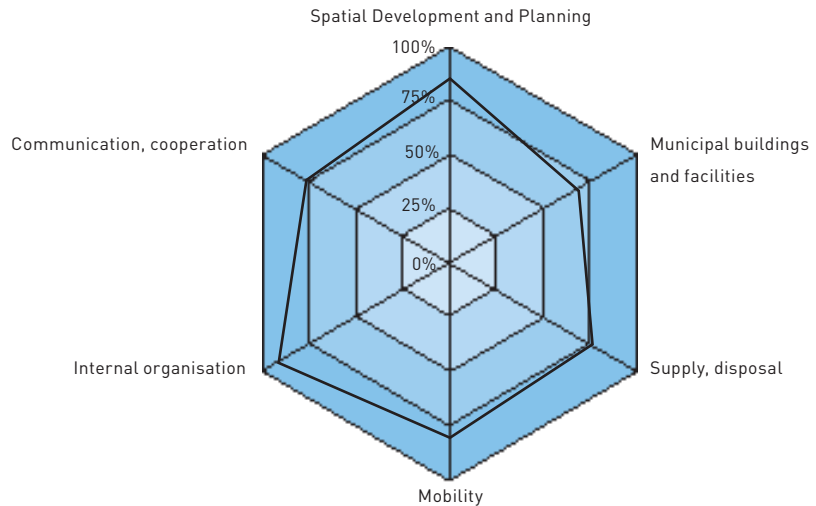 Spatial Development and Planning
100%
75%
Communication, cooperation
50%
Municipal buildings
and facilities
25%
0%
Internal organisation
Supply, disposal
Mobility